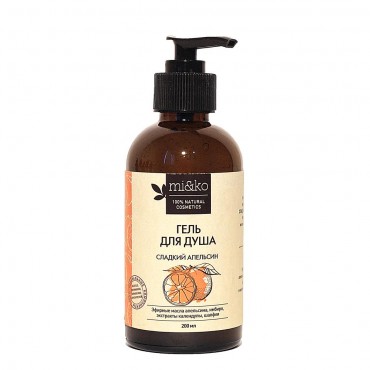 mi&ko
100% NATURAL
COSMETICS
ГЕЛЬ
ДЛЯ ДУША
СЛАДКИЙ АПЕЛЬСИН
Эфирные масла апельсина, имбиря,
экстракты календулы, шалфея
200 мл